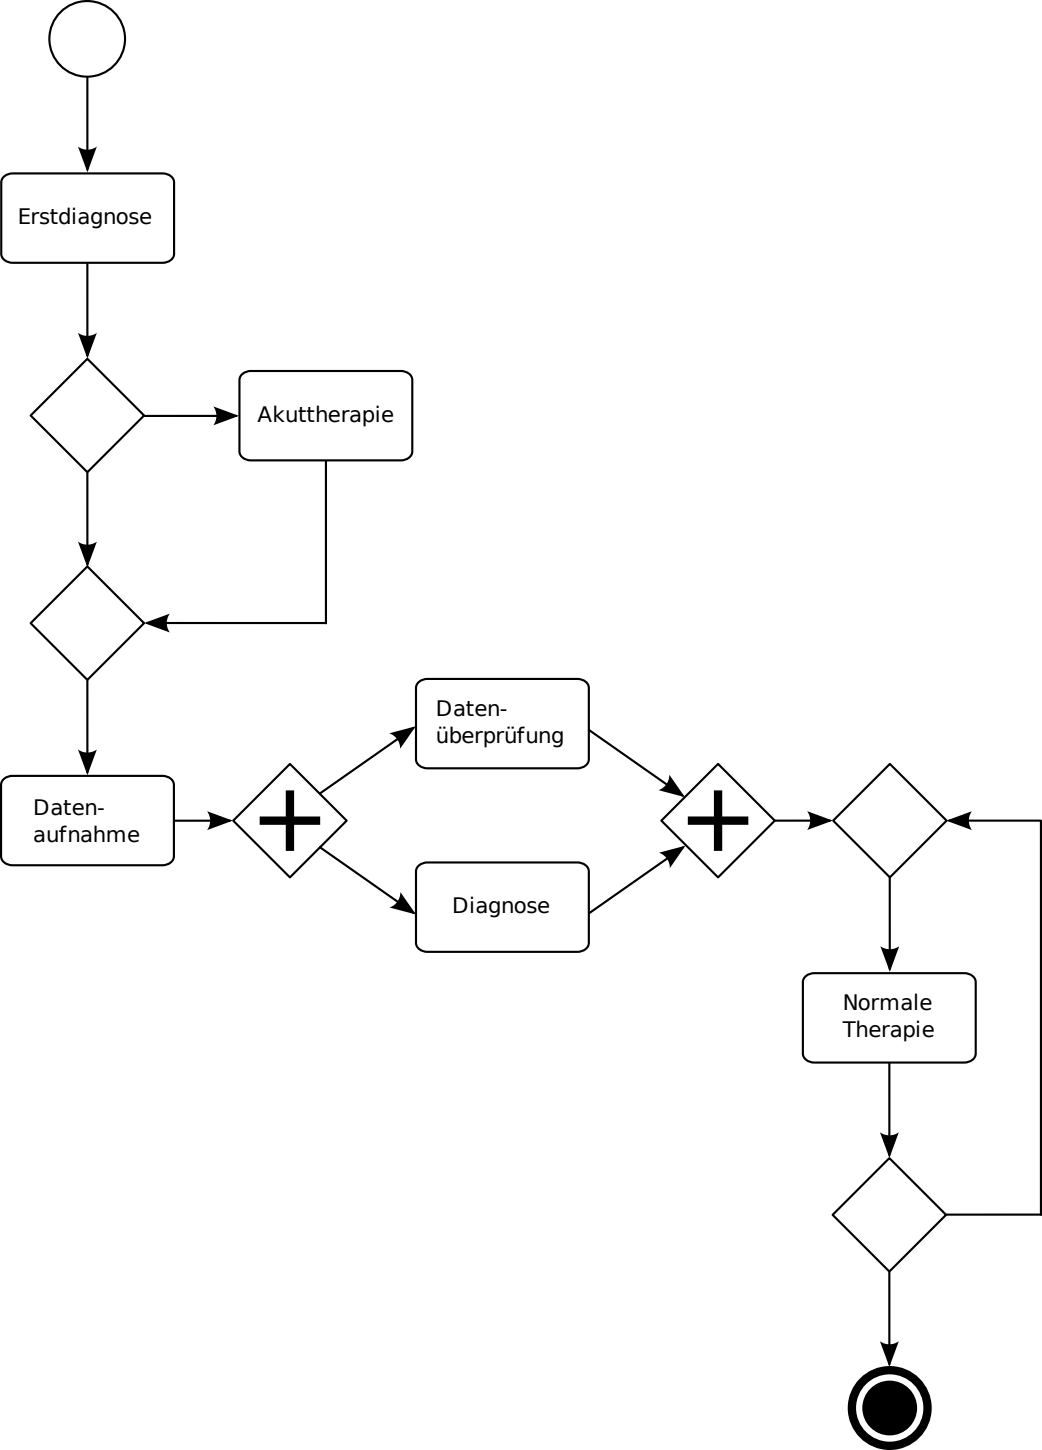 Erstdiagnose
Akuttherapie
Daten-
überprüfung
Daten-
aufnahme
Diagnose
Normale
Therapie